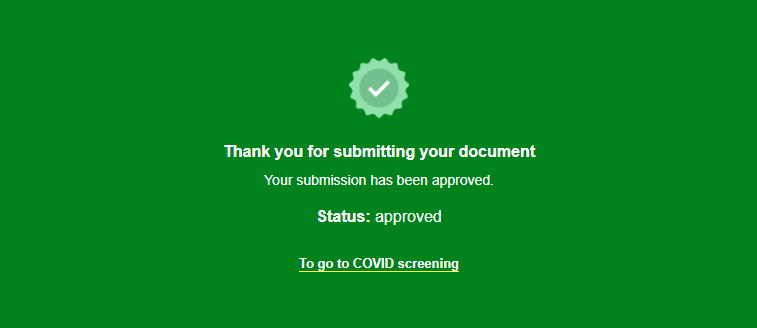 Thank you for submitting your document
Your submission has been approved.
Status: approved
To go to COVID screening